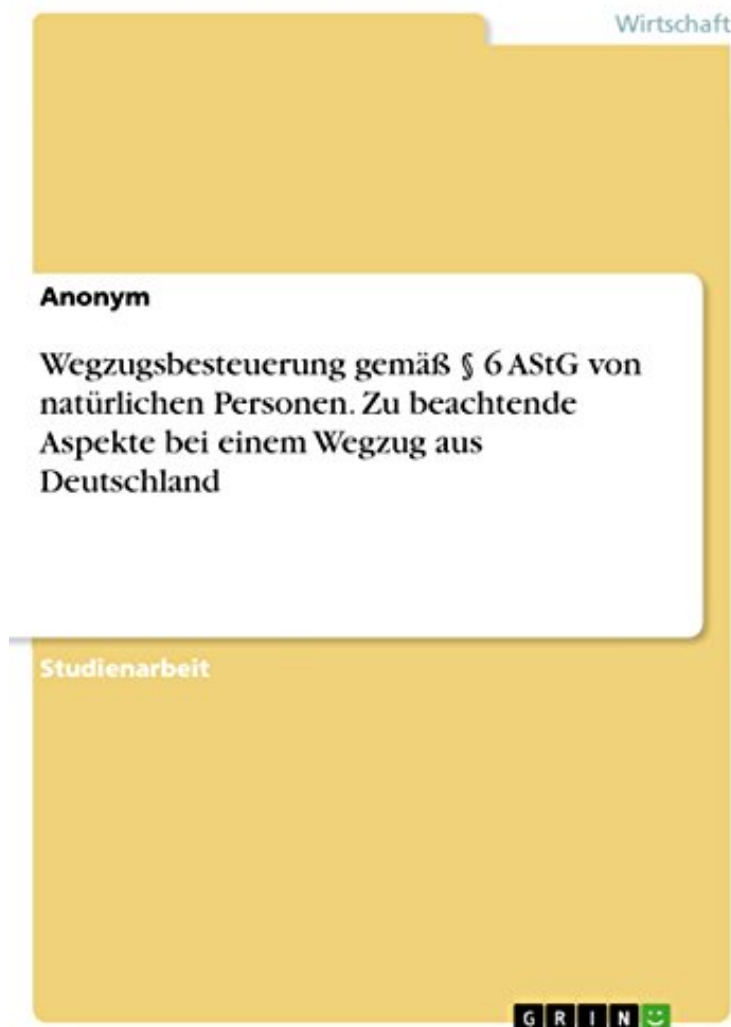 Wirtschaft
Anonym
Wegzugsbesteuerung gemäß § 6 AStG von
natürlichen Personen. Zu beachtende
Aspekte bei einem Wegzug aus
Deutschland
Studienarbeit
GRIN